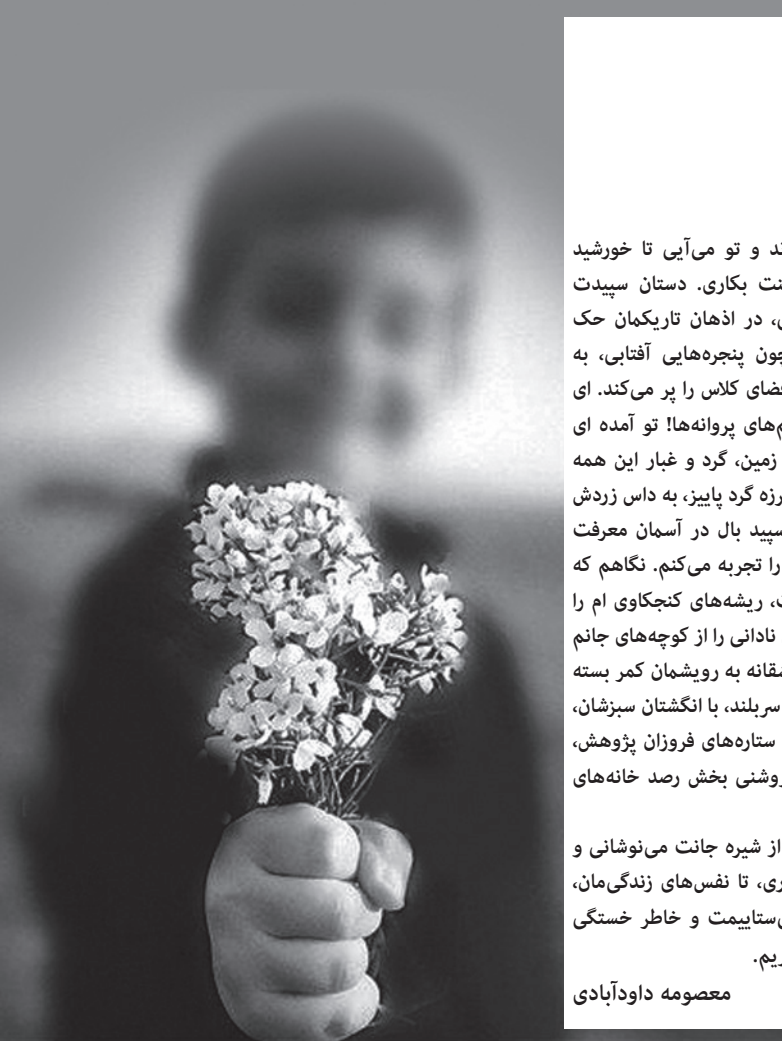 ند و تو می‌آیی تا خورشید
نت بکاری. دستان سپیدت
، در اذهان تاریکمان حک
چون پنجره‌هایی آفتابی، به
ضای کلاس را پر می‌کند. ای
م‌های پروانه‌ها! تو آمده ای
زمین، گرد و غبار این همه
رزه گرد پاییز، به داس زردش
سپید بال در آسمان معرفت
را تجربه می‌کنم. نگاهم که
، ریشه‌های کنجکاوی ام را
نادانی را از کوچه‌های جانم
قانه به رویشمان کمر بسته
سربلند، با انگشتان سبزشان،
ستاره‌های فروزان پژوهش،
روشنی بخش رصد خانه‌های
از شیره جانت می‌نوشانی و
ری، تا نفس‌های زندگی‌مان،
ی‌ستاییمت و خاطر خستگی
ریم.
معصومه داودآبادی